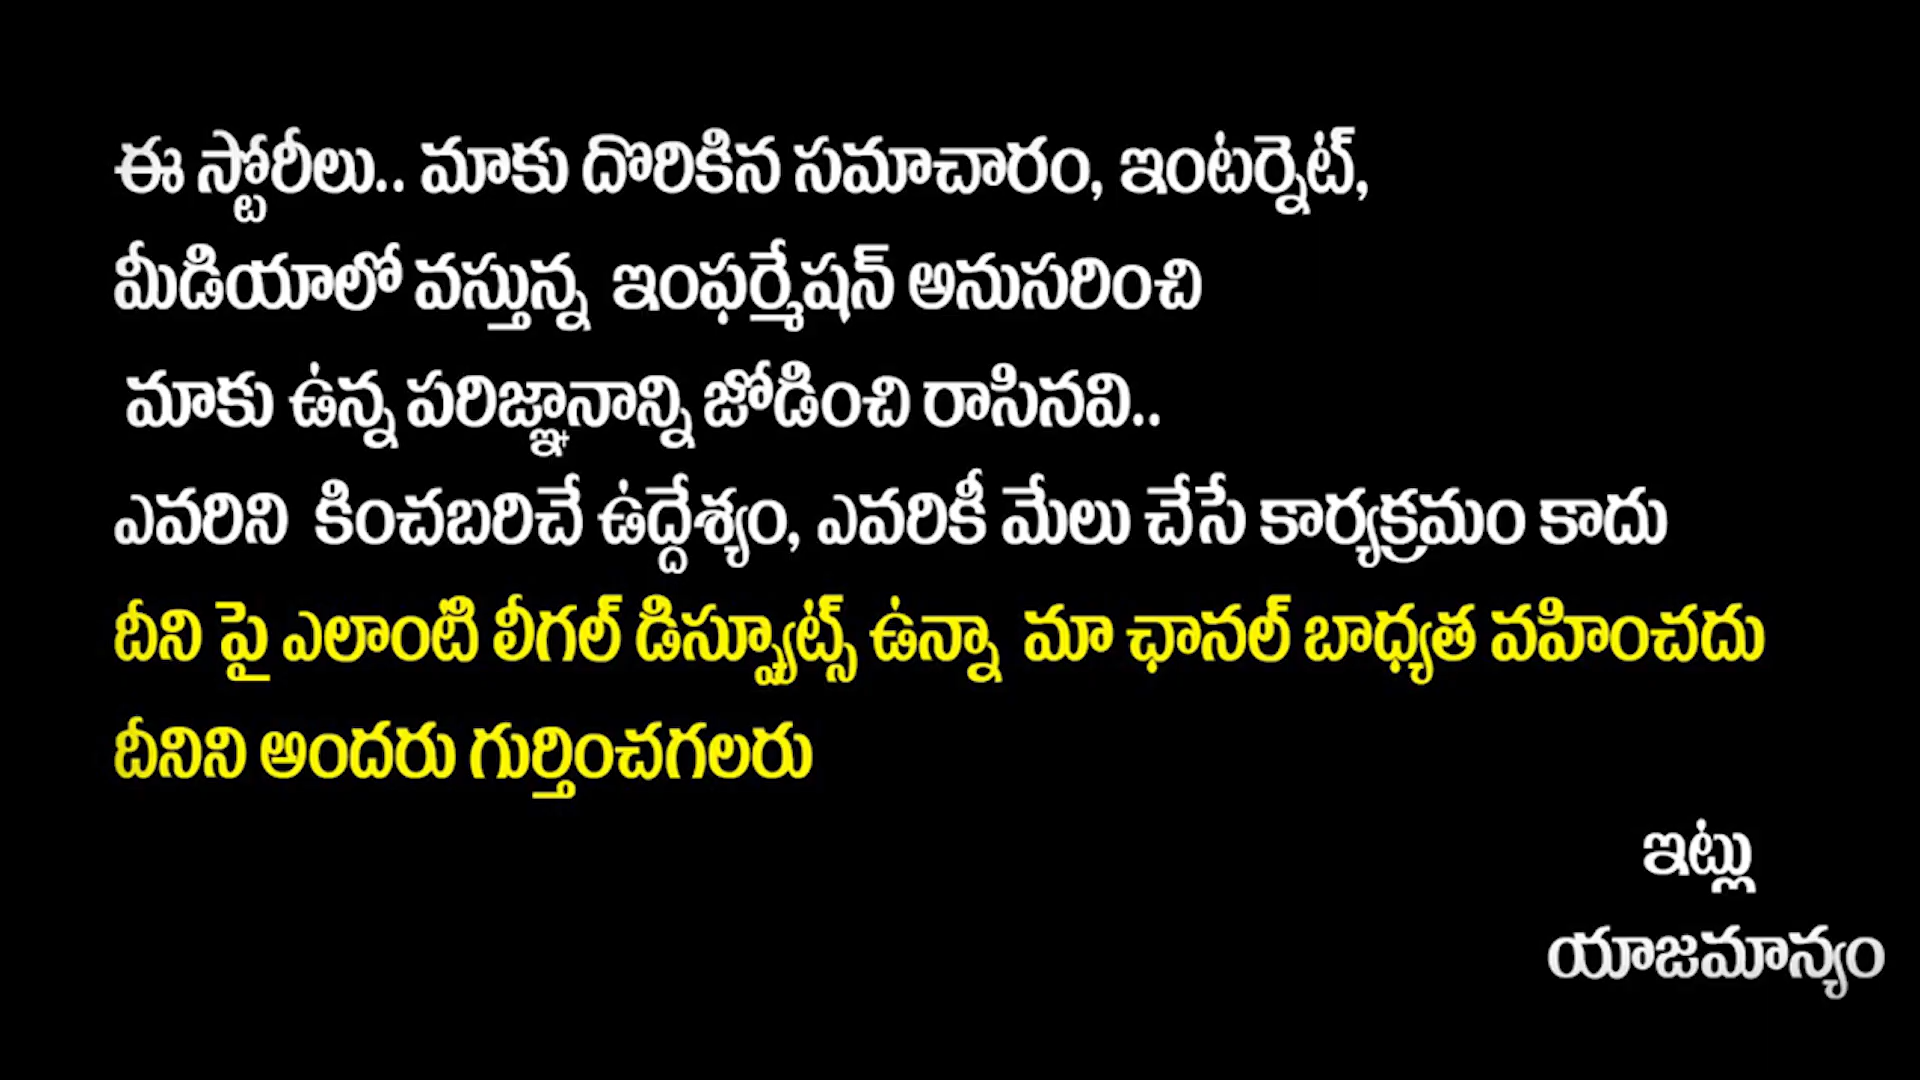 ఈ స్టోరీలు.. మాకు దొరికిన సమాచారం, ఇంటర్నెట్,
మీడియాలో వస్తున్న ఇంఫర్మేషన్ అనుసరించి
మాకు ఉన్న పరిజ్ఞానాన్ని జోడించి రాసినవి..
ఎవరిని కించబరిచే ఉద్దేశ్యం, ఎవరికీ మేలు చేసే కార్యక్రమం కాదు
దీని పై ఎలాంటి లీగల్ డిస్ప్యూట్స్ ఉన్నా మా ఛానల్ బాధ్యత వహించదు
దీనిని అందరు గుర్తించగలరు
ఇట్లు
యాజమాన్యం